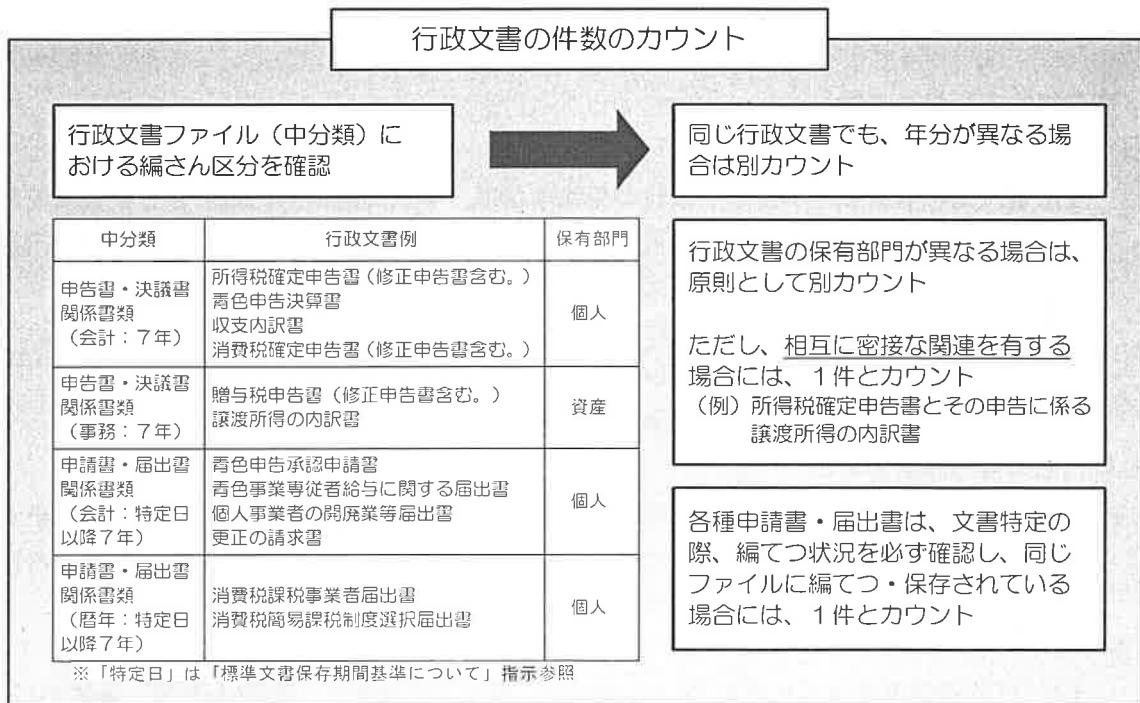 行政文書の件数のカウント
行政文書ファイル（中分類）に
おける編さん区分を確認
同じ行政文書でも、年分が異なる場
合は別カウント
中分類
行政文書例
保有部門
申告書・決議書
関係書類
（会計：７年）
所得税確定申告書（修正申告書含む。）
青色申告決算書
収支内訳書
消費税確定申告書（修正申告書含む。）
個人
申告書・決議書
関係書類
（事務：７年）
贈与税申告書（修正申告書含む。）
譲渡所得の内訳書
資産
申請書・届出書
関係書類
（会計：特定日
以降７年）
青色申告承認申請書
青色事業専従者給与に関する届出書
個人事業者の開廃業等届出書
更正の請求書
個人
申請書・届出書
関係書類
（暦年：特定日
以降７年）
消費税課税事業者届出書
消費税簡易課税制度選択届出書
個人
※「特定日」は「標準文書保存期間基準について」指示参照
行政文書の保有部門が異なる場合は、
原則として別カウント
ただし、相互に密接な関連を有する
場合には、１件とカウント
（例）所得税確定申告書とその申告に係る
譲渡所得の内訳書
各種申請書・届出書は、文書特定の
際、編てつ状況を必ず確認し、同じ
ファイルに編てつ・保存されている
場合には、１件とカウント